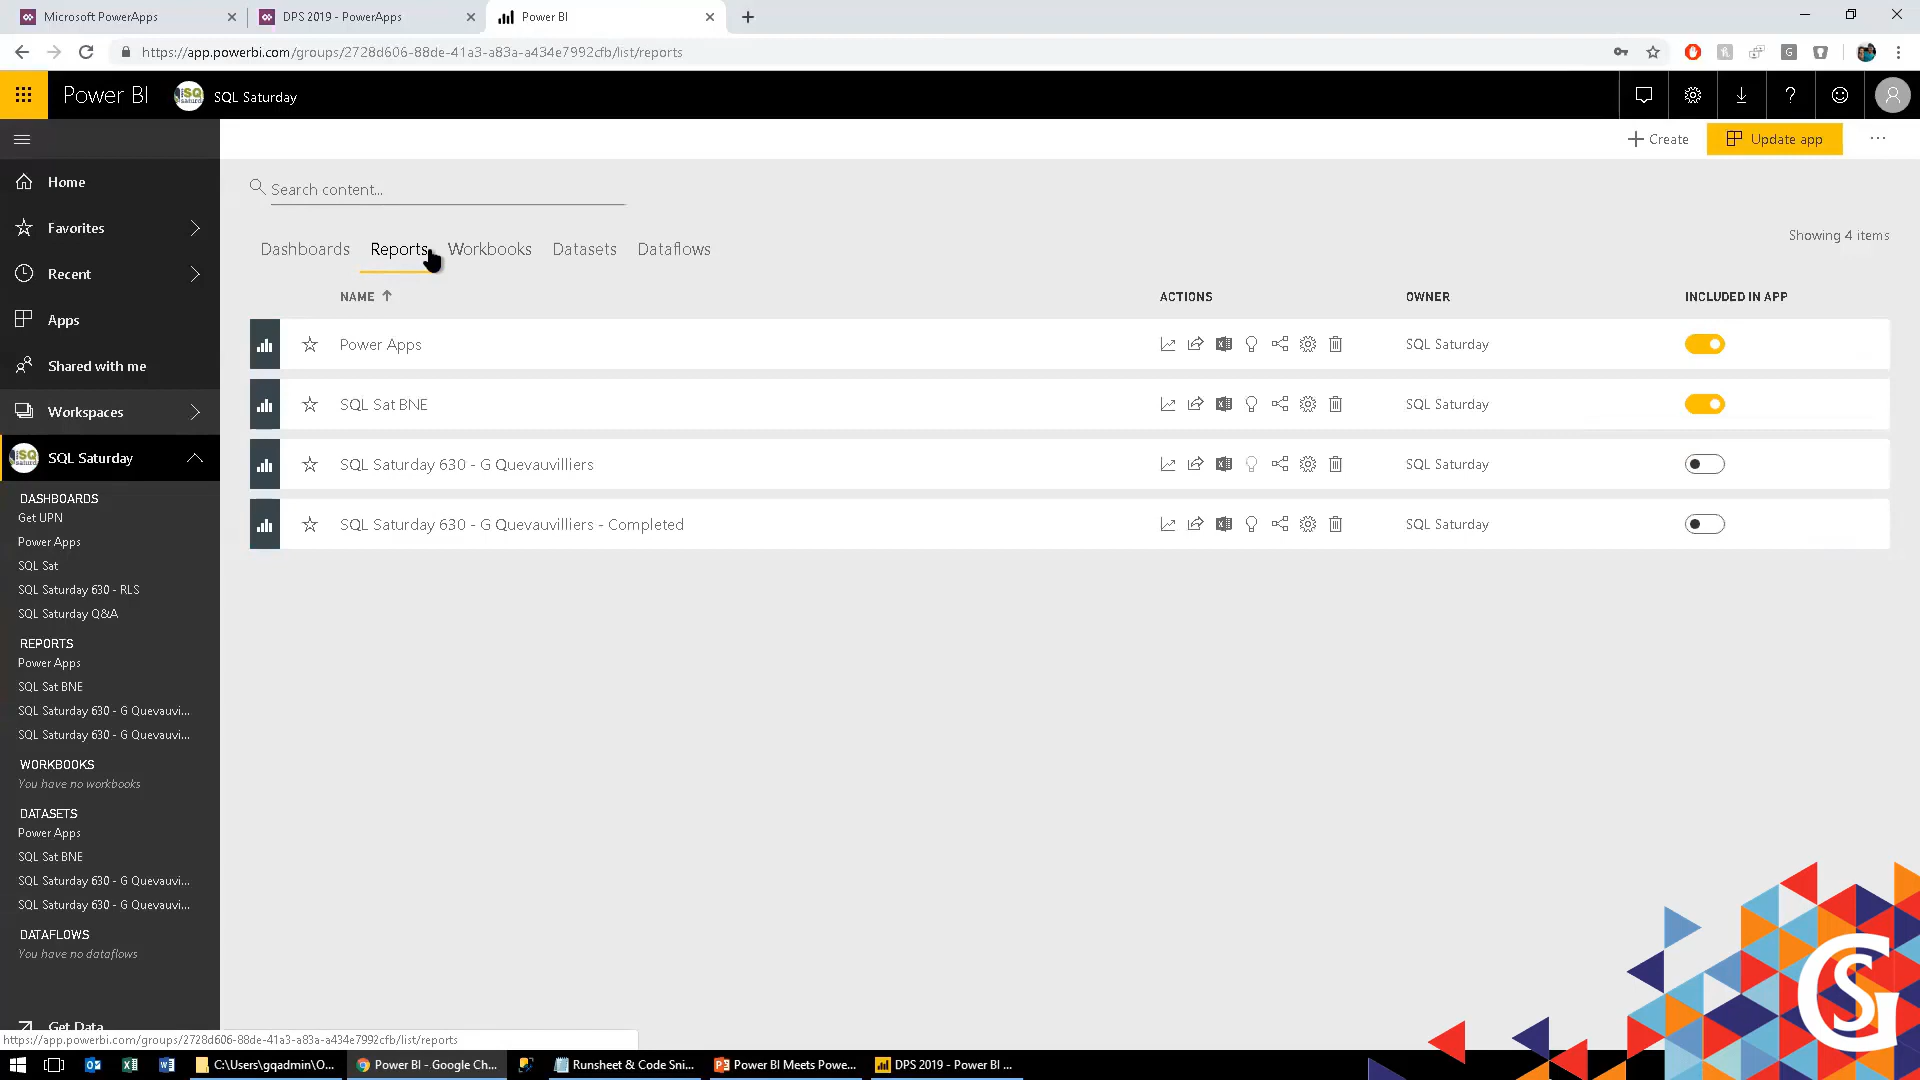 Microsoft PowerApps
DPS 2019 - PowerApps
Power BI
https://app.powerbi.com/groups/2728d606-88de-41a3-a83a-a434e7992cfb/list/reports
Power BI
SQL Saturday
Create
Update app
Home
Search content...
Favorites
Dashboards
Reports
Workbooks
Datasets
Dataflows
Showing 4 items
Recent
NAME
ACTIONS
OWNER
INCLUDED IN APP
Apps
Power Apps
SQL Saturday
Shared with me
Workspaces
SQL Sat BNE
SQL Saturday
SQL Saturday
SQL Saturday 630 - G Quevauvilliers
SQL Saturday
SQL Saturday 630 - G Quevauvilliers - Completed
SQL Saturday
DASHBOARDS
Get UPN
Power Apps
SQL Sat
SQL Saturday 630 - RLS
SQL Saturday Q&A
REPORTS
Power Apps
SQL Sat BNE
SQL Saturday 630 - G Quevauvi...
SQL Saturday 630 - G Quevauvi...
WORKBOOKS
You have no workbooks
DATASETS
Power Apps
SQL Sat BNE
SQL Saturday 630 - G Quevauvi...
SQL Saturday 630 - G Quevauvi...
DATAFLOWS
You have no dataflows
Get Data
https://app.powerbi.com/groups/2728d606-88de-41a3-a83a-a434e7992cfb/list/reports
C:\Users\gqadmin\O...
Power BI - Google Ch...
Runsheet & Code Sni...
Power BI Meets Powe...
DPS 2019 - Power BI ...